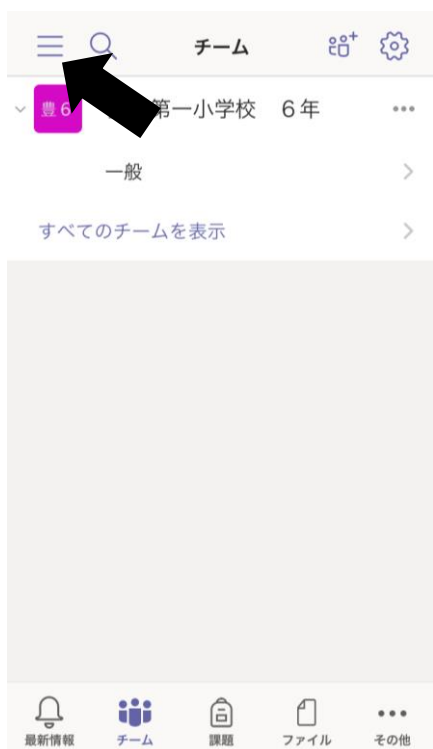 チーム
豊6 第一小学校 6年
一般
すべてのチームを表示
最新情報 チーム 課題 ファイル その他